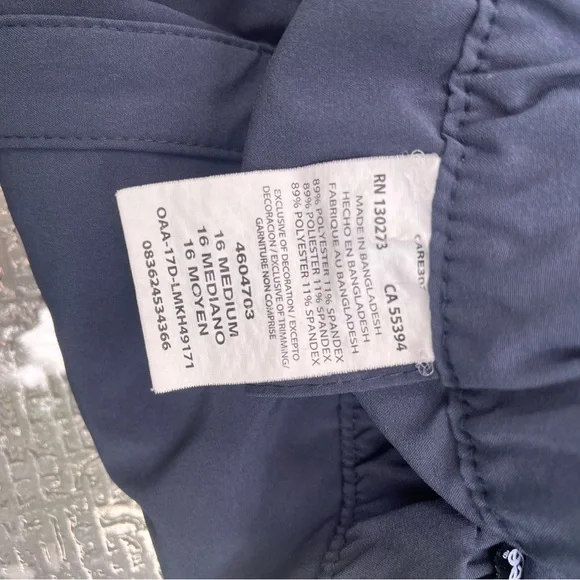 RN 130273 CA 55394
MADE IN BANGLADESH
HECHO EN BANGLADESH
FABRIQUE AU BANGLADESH
89% POLYESTER 11% SPANDEX
89% POLIESTER 11% SPANDEX
89% POLYESTER 11% SPANDEX
EXCLUSIVE OF DECORATION / EXCEPTO
DECORACION / EXCLUSIVE OF TRIMMING/
GARNITURE NON COMPRISE
4604703
16 MEDIUM
16 MEDIANO
16 MOYEN
OAA-17D-LMKH49171
083624534366